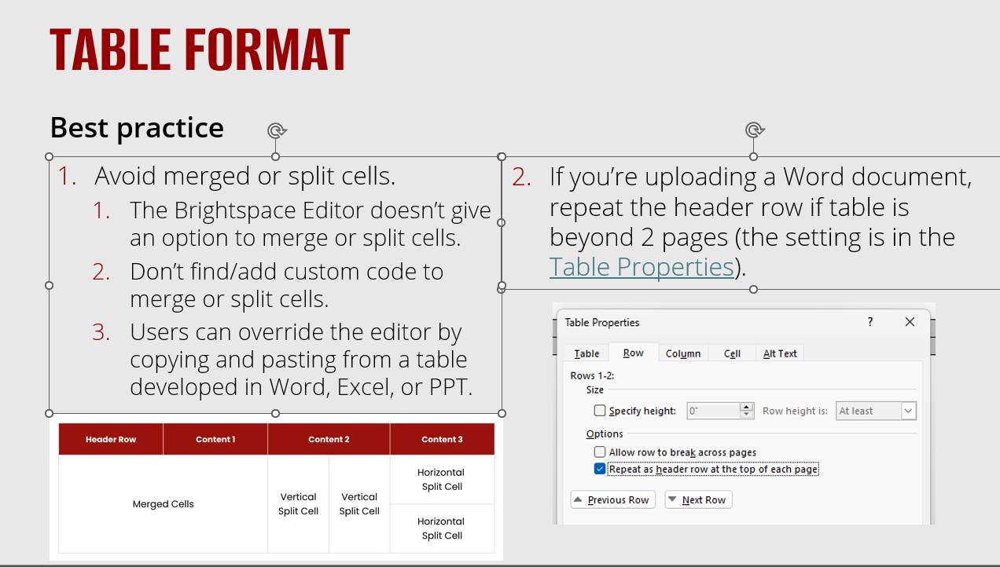 TABLE FORMAT
Best practice
1. Avoid merged or split cells.
1. The Brightspace Editor doesn’t give
an option to merge or split cells.
2. Don’t find/add custom code to
merge or split cells.
3. Users can override the editor by
copying and pasting from a table
developed in Word, Excel, or PPT.
Header Row Content 1 Content 2 Content 3
Merged Cells
Vertical
Split Cell
Vertical
Split Cell
Horizontal
Split Cell
Horizontal
Split Cell
2. If you’re uploading a Word document,
repeat the header row if table is
beyond 2 pages (the setting is in the
Table Properties).
Table Properties ?
Table Row Column Cell Alt Text
Rows 1-2:
Size
Specify height: 0" Row height is: At least
Options
Allow row to break across pages
Repeat as header row at the top of each page
Previous Row Next Row